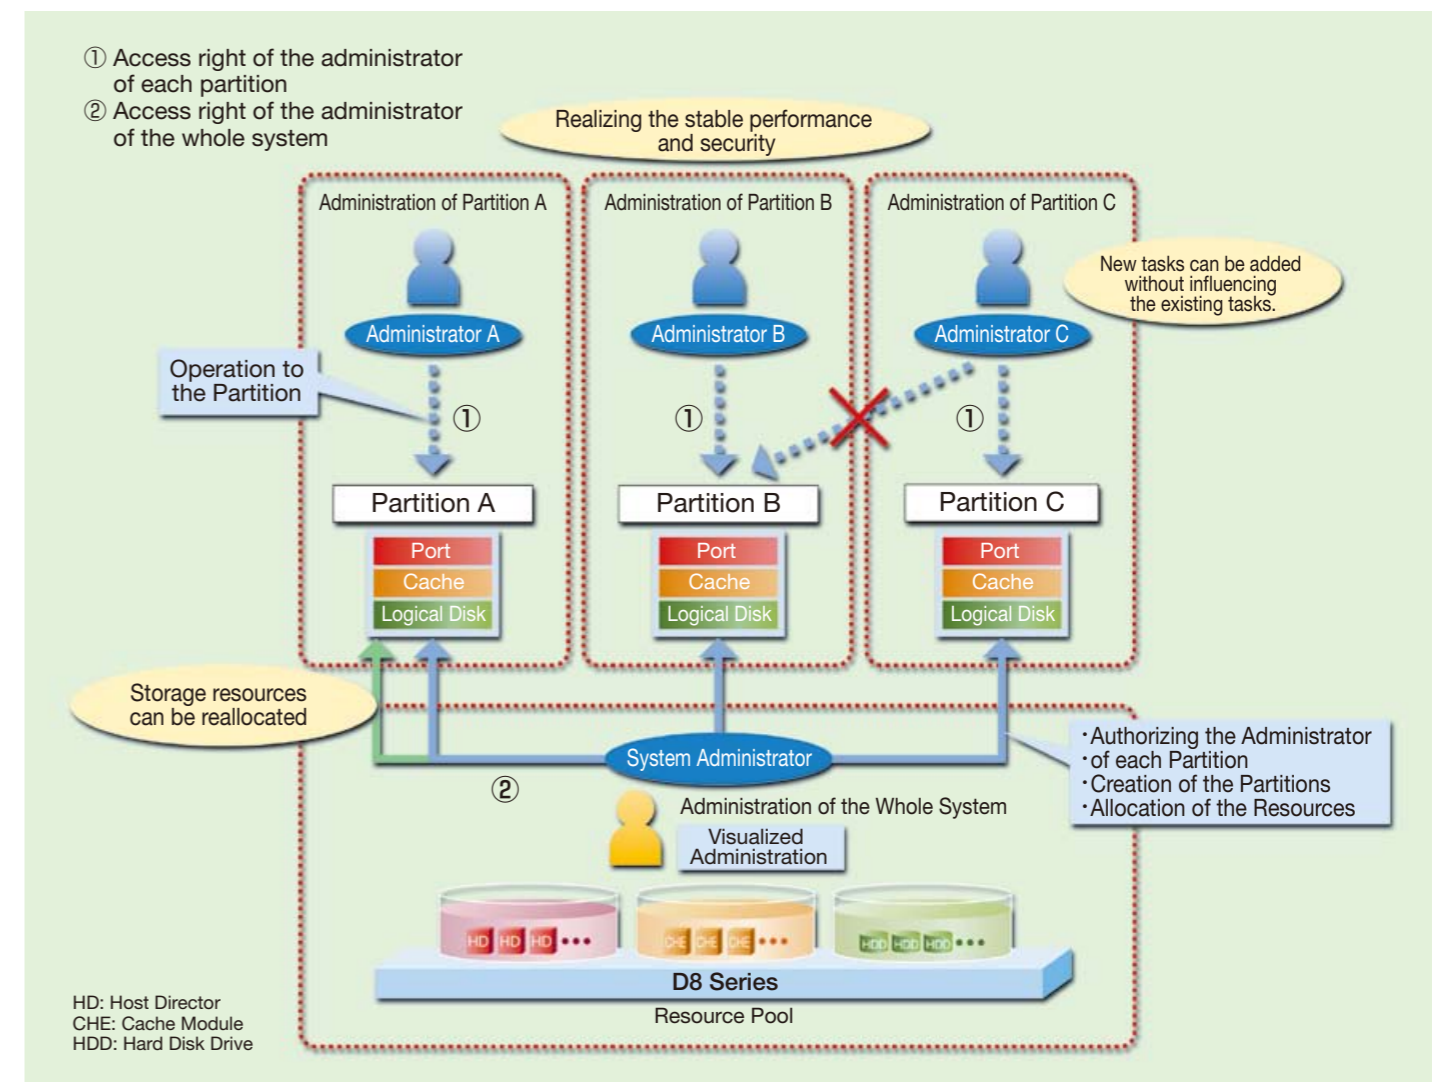 ① Access right of the administrator
of each partition
② Access right of the administrator
of the whole system
Realizing the stable performance
and security
Administration of Partition A
Administration of Partition B
Administration of Partition C
New tasks can be added
without influencing
the existing tasks.
Administrator A
Administrator B
Administrator C
Operation to
the Partition
①
①
①
Partition A
Partition B
Partition C
Port
Cache
Logical Disk
Port
Cache
Logical Disk
Port
Cache
Logical Disk
Storage resources
can be reallocated
System Administrator
②
・Authorizing the Administrator
・of each Partition
・Creation of the Partitions
・Allocation of the Resources
Administration of the Whole System
Visualized
Administration
HD HD HD •••
CHE CHE CHE •••
HDD HDD HDD •••
D8 Series
Resource Pool
HD: Host Director
CHE: Cache Module
HDD: Hard Disk Drive